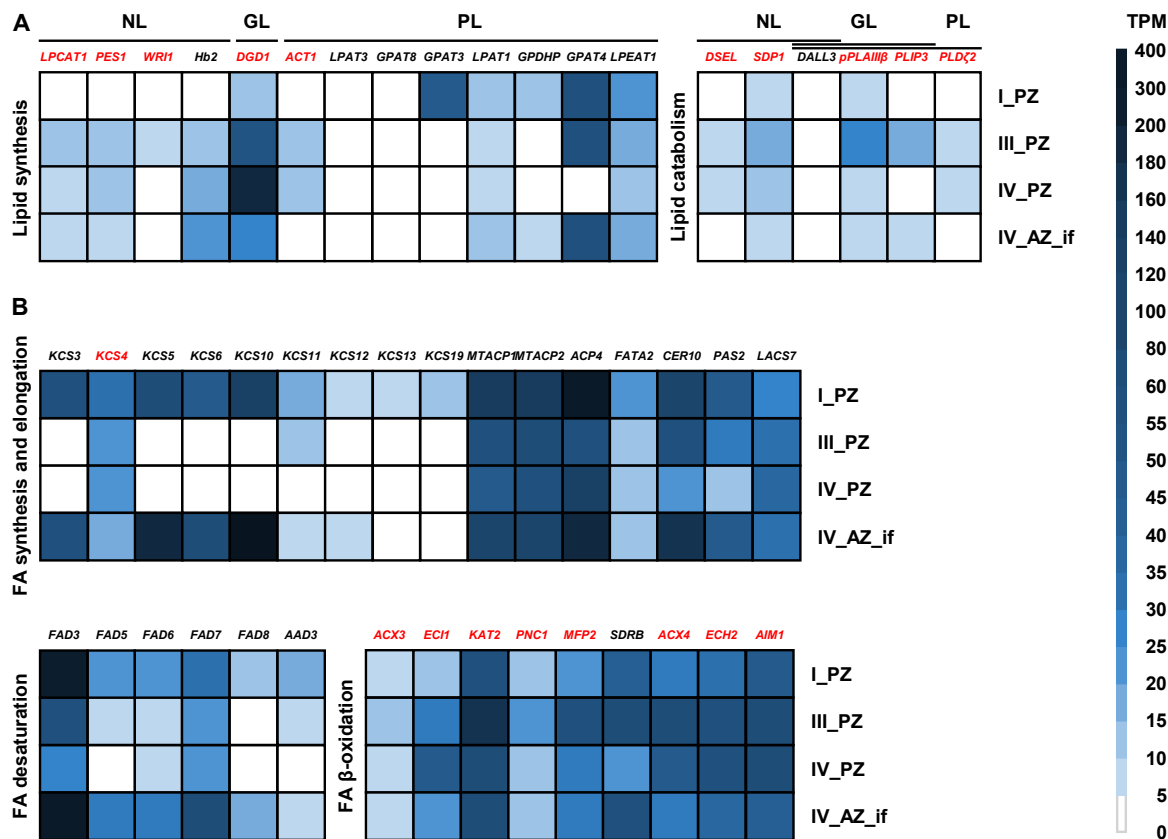 A
NL GL PL NL GL PL TPM
LPCAT1 PES1 WRI1 Hb2 DGD1 ACT1 LPAT3 GPAT8 GPAT3 LPAT1 GPDHP GPAT4 LPEAT1 DSEL SDP1 DALL3 pPLAIIIβ PLIP3 PLDζ2
Lipid synthesis
Lipid catabolism
I_PZ
III_PZ
IV_PZ
IV_AZ_if
B
KCS3 KCS4 KCS5 KCS6 KCS10 KCS11 KCS12 KCS13 KCS19 MTACP1 MTACP2 ACP4 FATA2 CER10 PAS2 LACS7
FA synthesis and elongation
I_PZ
III_PZ
IV_PZ
IV_AZ_if
FAD3 FAD5 FAD6 FAD7 FAD8 AAD3 ACX3 ECI1 KAT2 PNC1 MFP2 SDRB ACX4 ECH2 AIM1
FA desaturation
FA β-oxidation
I_PZ
III_PZ
IV_PZ
IV_AZ_if
400
300
200
180
160
140
120
100
80
60
55
50
45
40
35
30
25
20
15
10
5
0